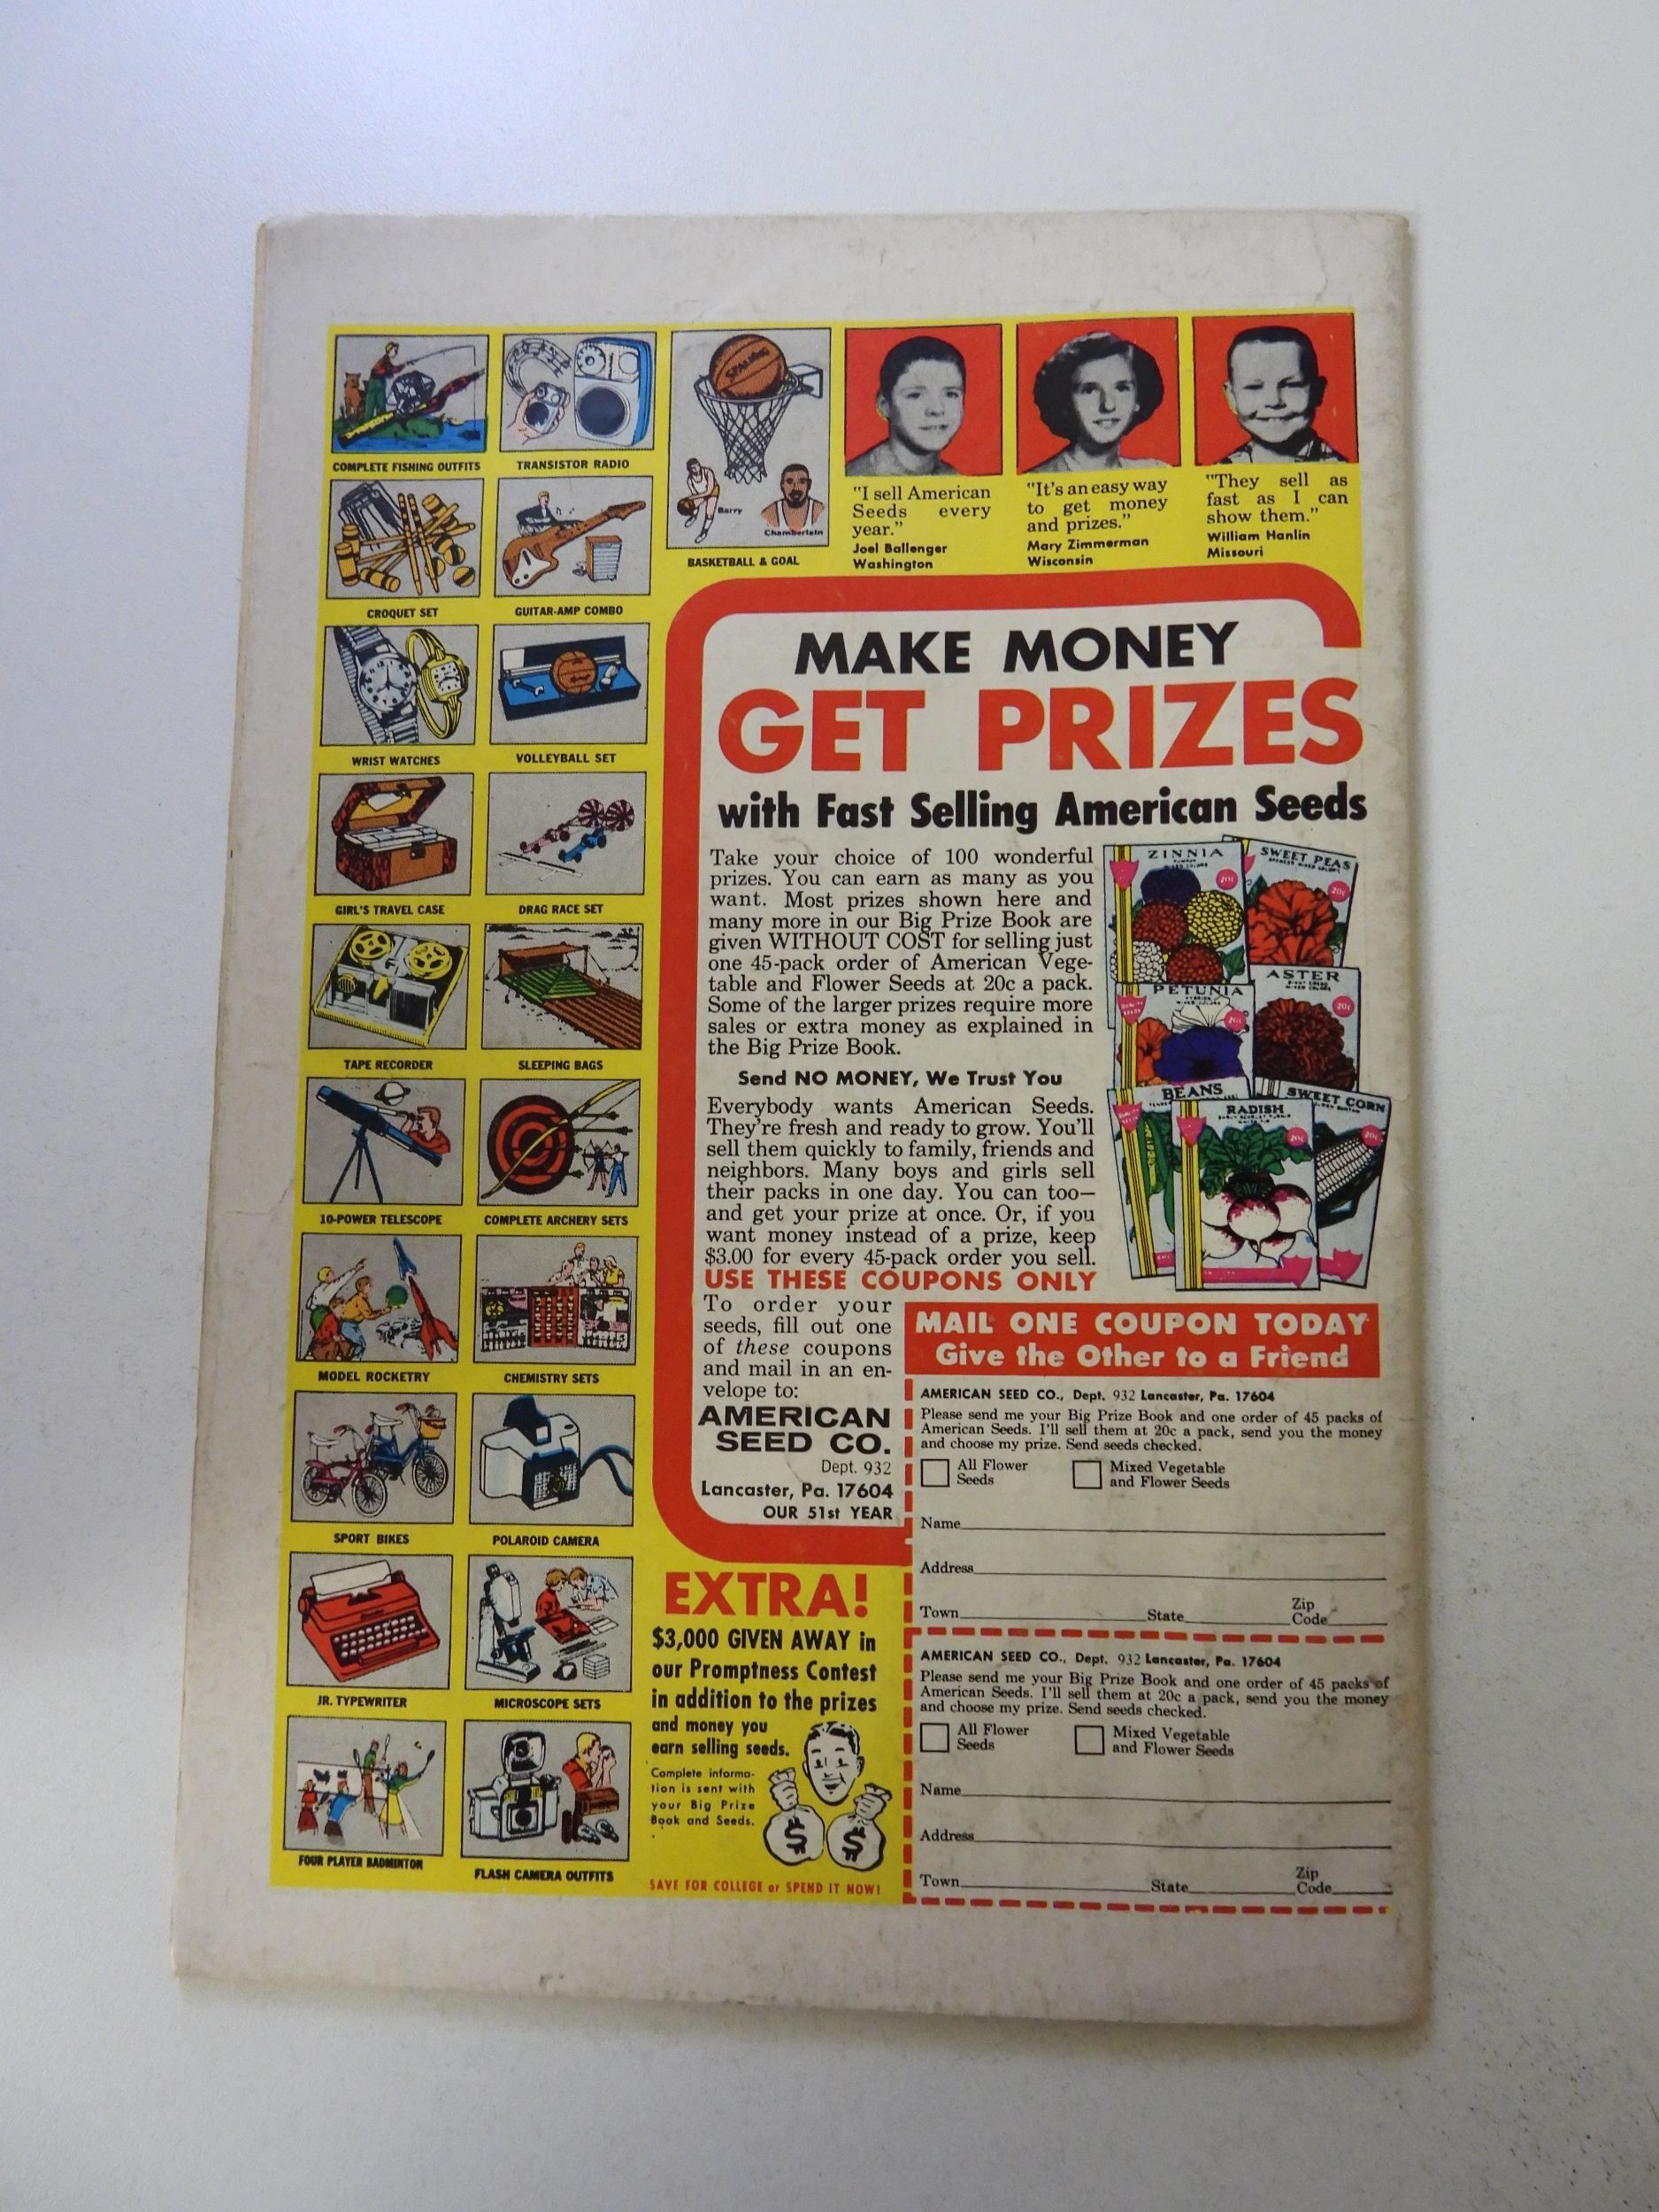 COMPLETE FISHING OUTFITS
TRANSISTOR RADIO
SPALDING
Barry
Chamberlain
BASKETBALL & GOAL
"I sell American
Seeds every
year."
Joel Ballenger
Washington
"It's an easy way
to get money
and prizes."
Mary Zimmerman
Wisconsin
"They sell as
fast as I can
show them."
William Hanlin
Missouri
CROQUET SET
GUITAR-AMP COMBO
WRIST WATCHES
VOLLEYBALL SET
GIRL'S TRAVEL CASE
DRAG RACE SET
TAPE RECORDER
SLEEPING BAGS
10-POWER TELESCOPE
COMPLETE ARCHERY SETS
MODEL ROCKETRY
CHEMISTRY SETS
SPORT BIKES
POLAROID CAMERA
JR. TYPEWRITER
MICROSCOPE SETS
FOUR PLAYER BADMINTON
FLASH CAMERA OUTFITS
MAKE MONEY
GET PRIZES
with Fast Selling American Seeds
Take your choice of 100 wonderful
prizes. You can earn as many as you
want. Most prizes shown here and
many more in our Big Prize Book are
given WITHOUT COST for selling just
one 45-pack order of American Vege-
table and Flower Seeds at 20c a pack.
Some of the larger prizes require more
sales or extra money as explained in
the Big Prize Book.
Send NO MONEY, We Trust You
Everybody wants American Seeds.
They're fresh and ready to grow. You'll
sell them quickly to family, friends and
neighbors. Many boys and girls sell
their packs in one day. You can too—
and get your prize at once. Or, if you
want money instead of a prize, keep
$3.00 for every 45-pack order you sell.
USE THESE COUPONS ONLY
To order your
seeds, fill out one
of these coupons
and mail in an en-
velope to:
AMERICAN
SEED CO.
Dept. 932
Lancaster, Pa. 17604
OUR 51st YEAR
ZINNIA
20c
SWEET PEAS
20c
PETUNIA
20c
ASTER
20c
BEANS
RADISH
20c
SWEET CORN
20c
MAIL ONE COUPON TODAY
Give the Other to a Friend
AMERICAN SEED CO., Dept. 932 Lancaster, Pa. 17604
Please send me your Big Prize Book and one order of 45 packs of
American Seeds. I'll sell them at 20c a pack, send you the money
and choose my prize. Send seeds checked.
All Flower
Seeds
Mixed Vegetable
and Flower Seeds
Name
Address
Town State Zip
Code
AMERICAN SEED CO., Dept. 932 Lancaster, Pa. 17604
Please send me your Big Prize Book and one order of 45 packs of
American Seeds. I'll sell them at 20c a pack, send you the money
and choose my prize. Send seeds checked.
All Flower
Seeds
Mixed Vegetable
and Flower Seeds
Name
Address
Town State Zip
Code
EXTRA!
$3,000 GIVEN AWAY in
our Promptness Contest
in addition to the prizes
and money you
earn selling seeds.
Complete informa-
tion is sent with
your Big Prize
Book and Seeds.
$ $
SAVE FOR COLLEGE or SPEND IT NOW!